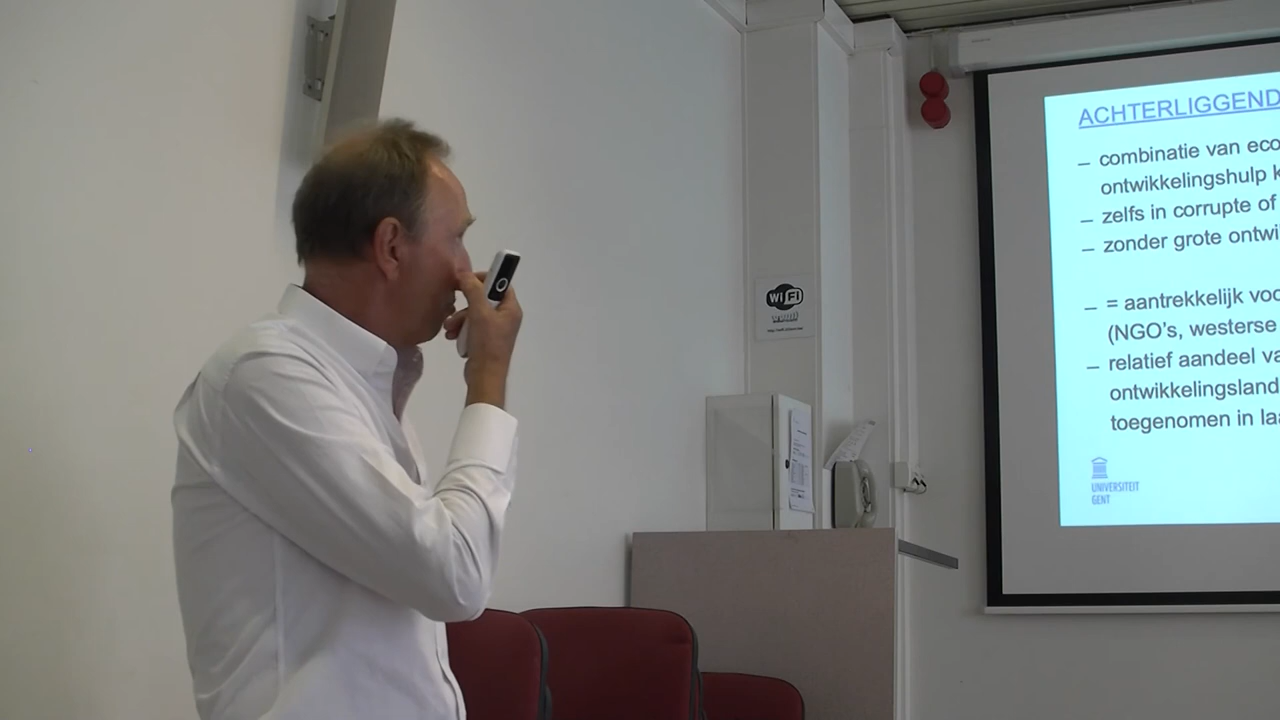 ACHTERLIGGEND
– combinatie van eco
ontwikkelingshulp k
– zelfs in corrupte of
– zonder grote ontwi
– = aantrekkelijk voo
(NGO's, westerse
– relatief aandeel va
ontwikkelingsland
toegenomen in laa
UNIVERSITEIT
GENT
WiFi